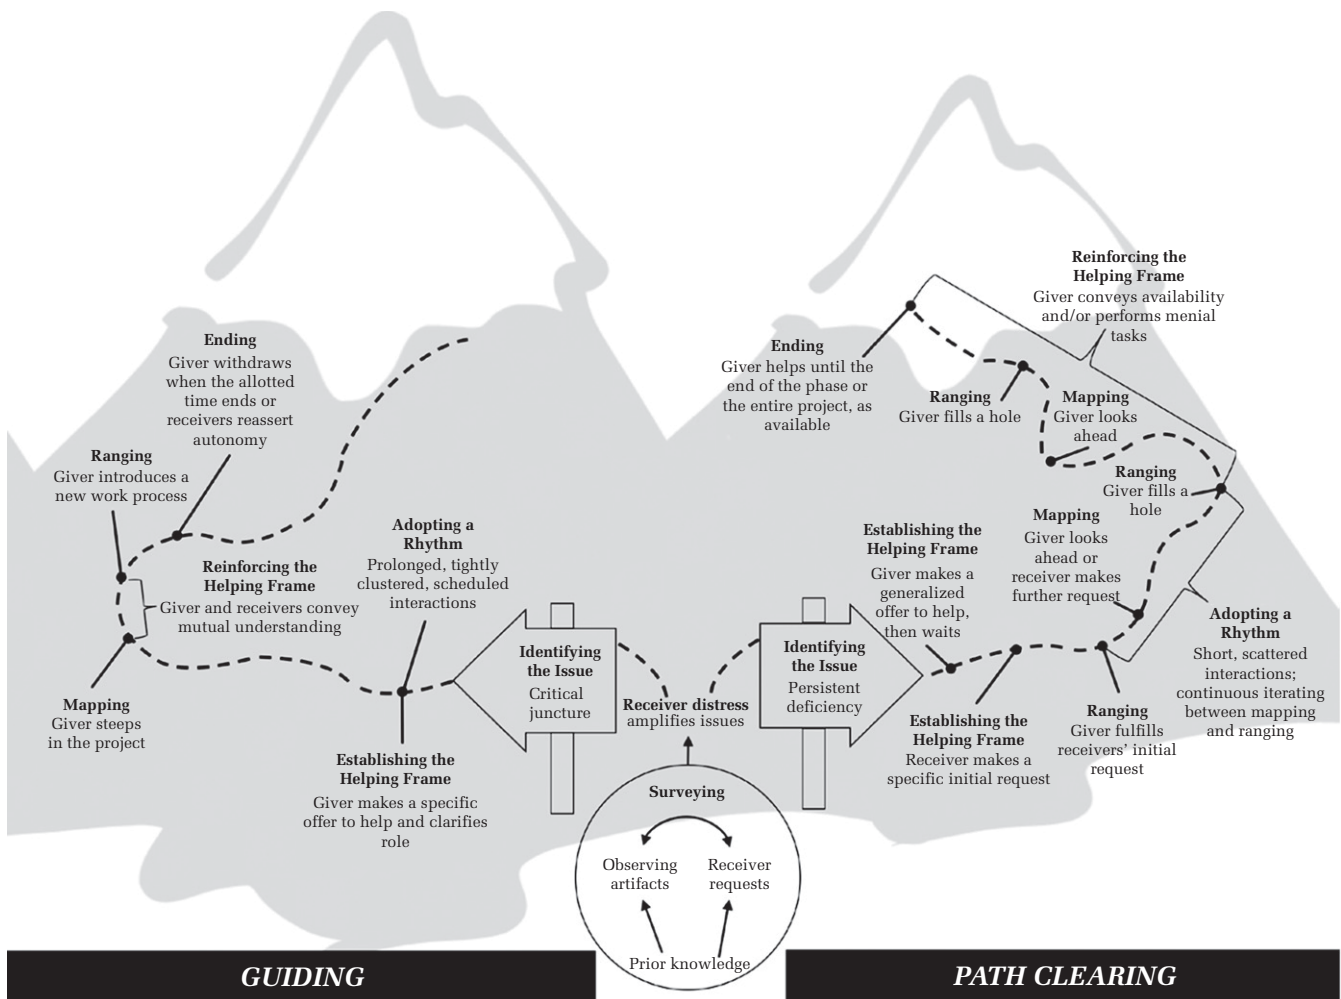 Reinforcing the
Helping Frame
Giver conveys availability
and/or performs menial
tasks
Ending
Giver withdraws
when the allotted
time ends or
receivers reassert
autonomy
Ending
Giver helps until the
end of the phase or
the entire project, as
available
Ranging
Giver fills a hole
Mapping
Giver looks
ahead
Ranging
Giver introduces a
new work process
Ranging
Giver fills a
hole
Mapping
Giver looks
ahead or
receiver makes
further request
Adopting a
Rhythm
Prolonged, tightly
clustered, scheduled
interactions
Establishing the
Helping Frame
Giver makes a
generalized
offer to help,
then waits
Reinforcing the
Helping Frame
Giver and receivers convey
mutual understanding
Adopting a
Rhythm
Short, scattered
interactions;
continuous iterating
between mapping
and ranging
Identifying
the Issue
Critical
juncture
Identifying
the Issue
Persistent
deficiency
Receiver distress
amplifies issues
Mapping
Giver steeps
in the project
Establishing the
Helping Frame
Receiver makes a
specific initial request
Ranging
Giver fulfills
receivers' initial
request
Establishing the
Helping Frame
Giver makes a specific
offer to help and clarifies
role
Surveying
Observing
artifacts
Receiver
requests
Prior knowledge
GUIDING
PATH CLEARING